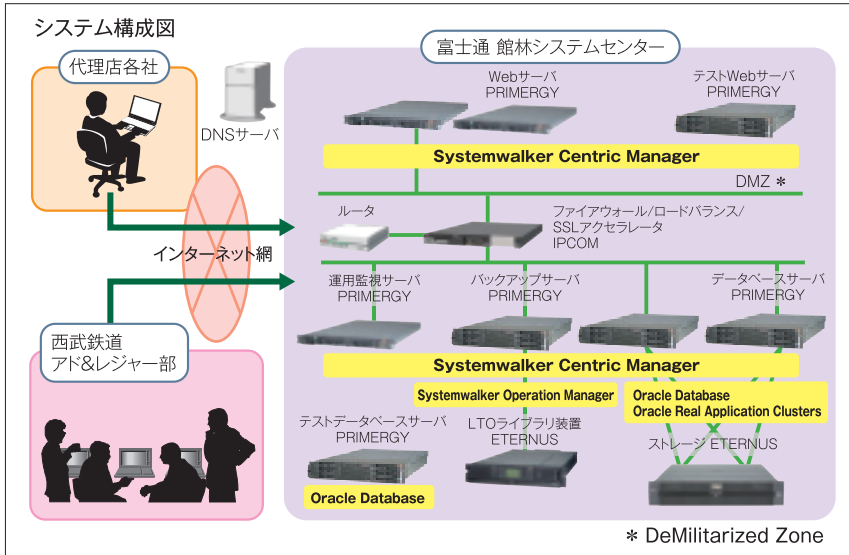 システム構成図
代理店各社
DNSサーバ
インターネット網
西武鉄道
アド&レジャー部
富士通 館林システムセンター
Webサーバ
PRIMERGY
テストWebサーバ
PRIMERGY
Systemwalker Centric Manager
DMZ *
ルータ
ファイアウォール/ロードバランス/
SSLアクセラレータ
IPCOM
運用監視サーバ
PRIMERGY
バックアップサーバ
PRIMERGY
データベースサーバ
PRIMERGY
Systemwalker Centric Manager
Systemwalker Operation Manager
Oracle Database
Oracle Real Application Clusters
テストデータベースサーバ
PRIMERGY
LTOライブラリ装置
ETERNUS
ストレージ ETERNUS
Oracle Database
* DeMilitarized Zone